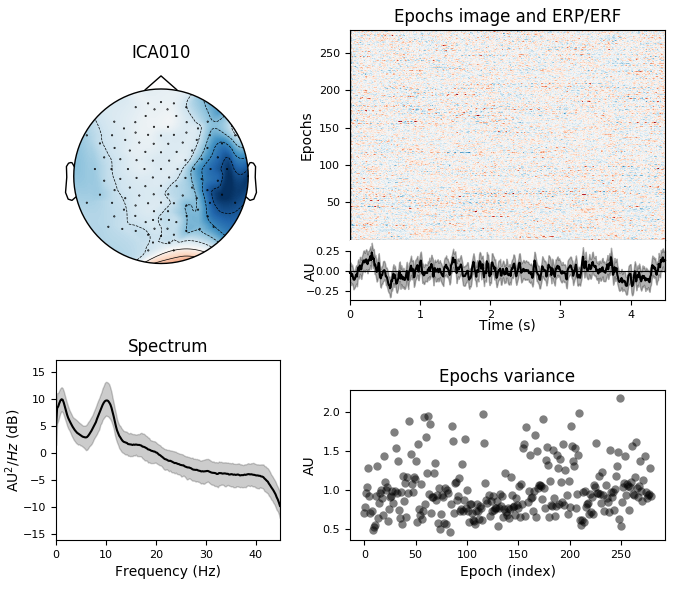 ICA010
Epochs image and ERP/ERF
Epochs
250
200
150
100
50
AU
0.25
0.00
−0.25
0 1 2 3 4
Time (s)
Spectrum
AU²/Hz (dB)
15
10
5
0
−5
−10
−15
0 10 20 30 40
Frequency (Hz)
Epochs variance
AU
2.0
1.5
1.0
0.5
0 50 100 150 200 250
Epoch (index)